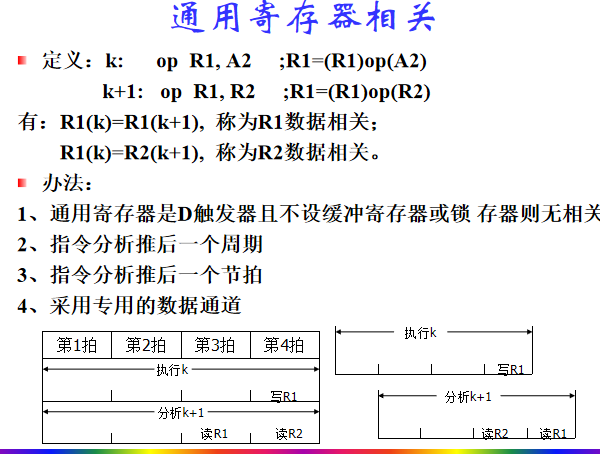 通用寄存器相关
定义：k: op R1, A2 ;R1=(R1)op(A2)
k+1: op R1, R2 ;R1=(R1)op(R2)
有：R1(k)=R1(k+1), 称为R1数据相关；
R1(k)=R2(k+1), 称为R2数据相关。
办法：
1、通用寄存器是D触发器且不设缓冲寄存器或锁 存器则无相关
2、指令分析推后一个周期
3、指令分析推后一个节拍
4、采用专用的数据通道
第1拍 第2拍 第3拍 第4拍
执行k
写R1
分析k+1
读R1 读R2
执行k
写R1
分析k+1
读R2 读R1